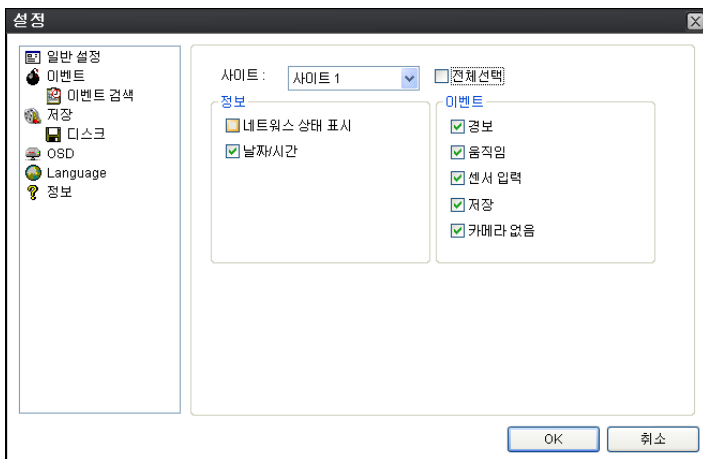 설정
일반 설정
이벤트
이벤트 검색
저장
디스크
OSD
Language
정보
사이트 : 사이트 1 전체선택
정보
네트워스 상태 표시
날짜/시간
이벤트
경보
움직임
센서 입력
저장
카메라 없음
OK 취소